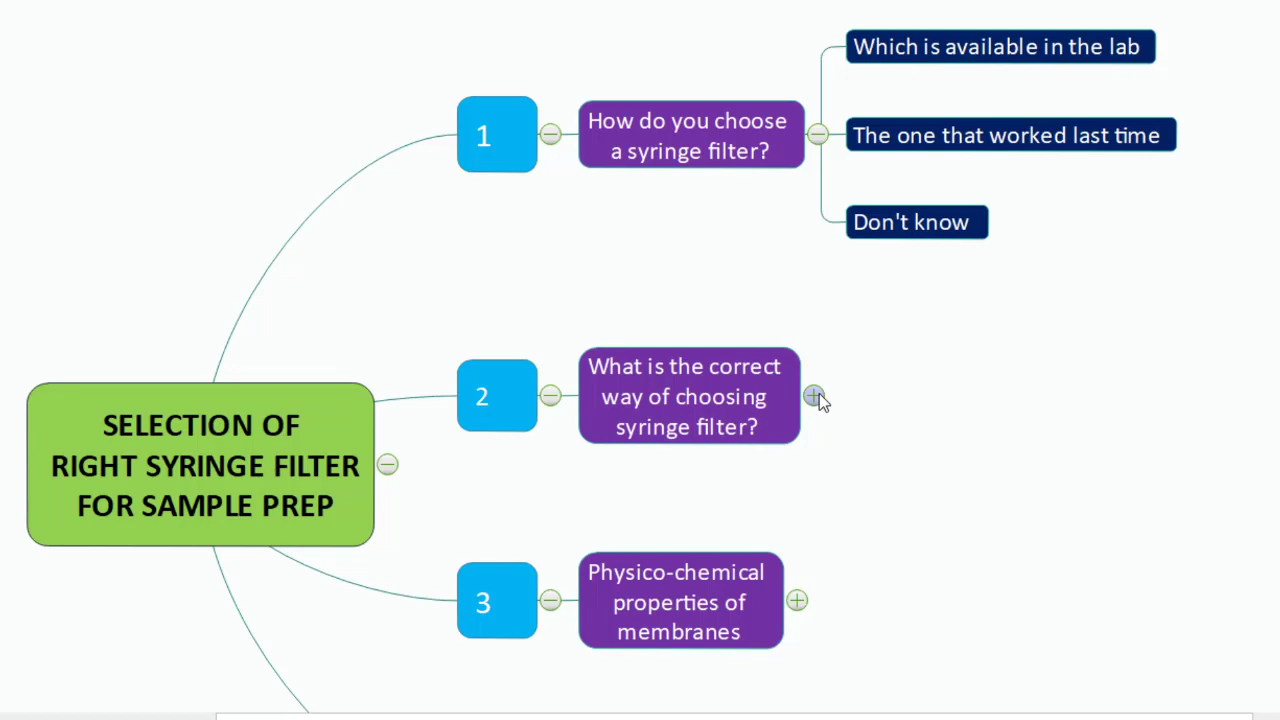 Which is available in the lab
1
How do you choose
a syringe filter?
The one that worked last time
Don't know
2
What is the correct
way of choosing
syringe filter?
SELECTION OF
RIGHT SYRINGE FILTER
FOR SAMPLE PREP
3
Physico-chemical
properties of
membranes